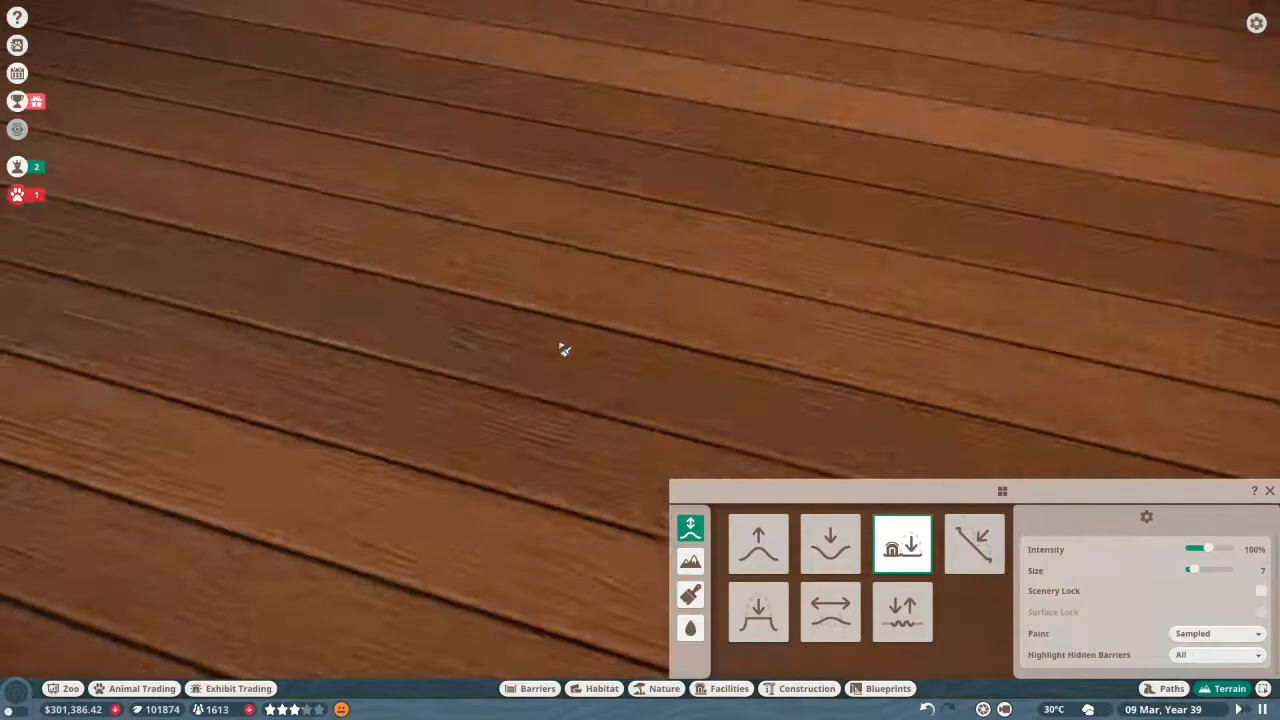 ?
2
1
?
Intensity 100%
Size 7
Scenery Lock
Surface Lock
Paint Sampled
Highlight Hidden Barriers All
Zoo Animal Trading Exhibit Trading Barriers Habitat Nature Facilities Construction Blueprints Paths Terrain
$301,386.42 101874 1613 30°C 09 Mar, Year 39